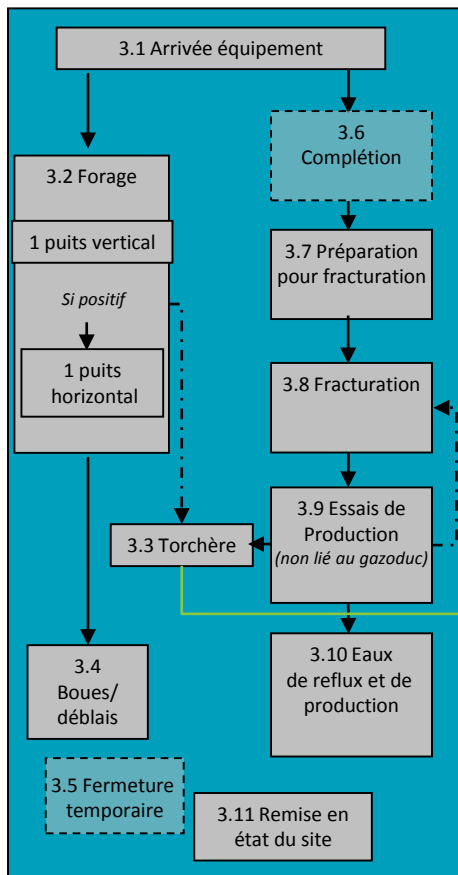 3.1 Arrivée équipement
3.2 Forage
1 puits vertical
Si positif
1 puits
horizontal
3.3 Torchère
3.4
Boues/
déblais
3.5 Fermeture
temporaire
3.6
Complétion
3.7 Préparation
pour fracturation
3.8 Fracturation
3.9 Essais de
Production
(non lié au gazoduc)
3.10 Eaux
de reflux et de
production
3.11 Remise en
état du site